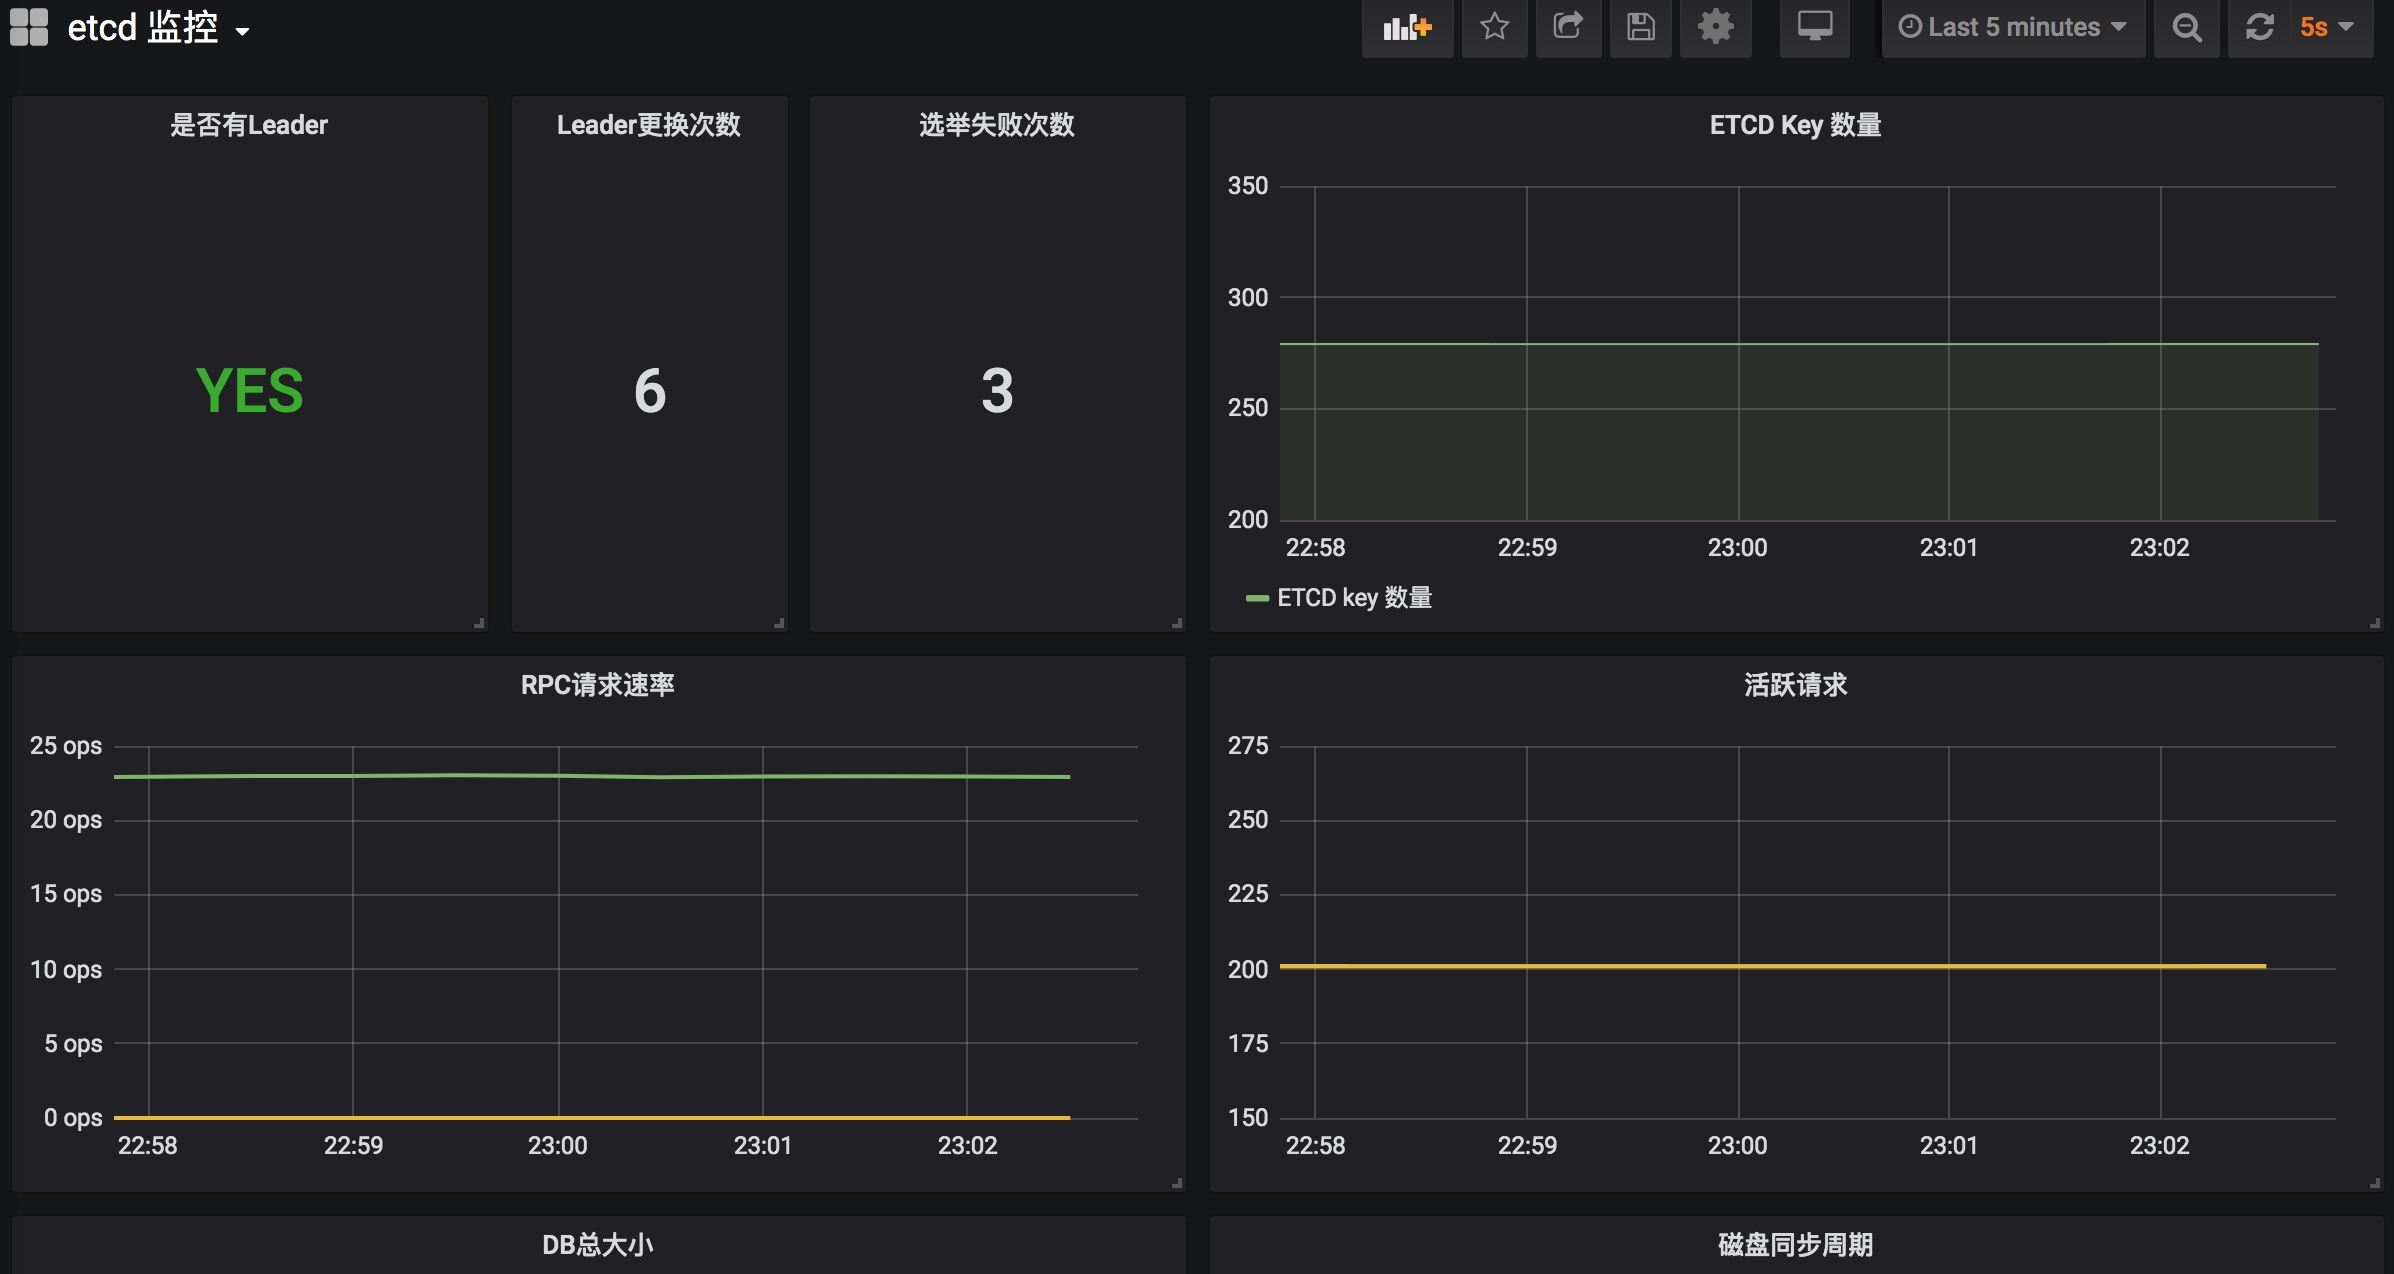 etcd 监控
Last 5 minutes
5s
是否有Leader
YES
Leader更换次数
6
选举失败次数
3
ETCD Key 数量
350
300
250
200
22:58 22:59 23:00 23:01 23:02
ETCD key 数量
RPC请求速率
25 ops
20 ops
15 ops
10 ops
5 ops
0 ops
22:58 22:59 23:00 23:01 23:02
活跃请求
275
250
225
200
175
150
22:58 22:59 23:00 23:01 23:02
DB总大小
磁盘同步周期